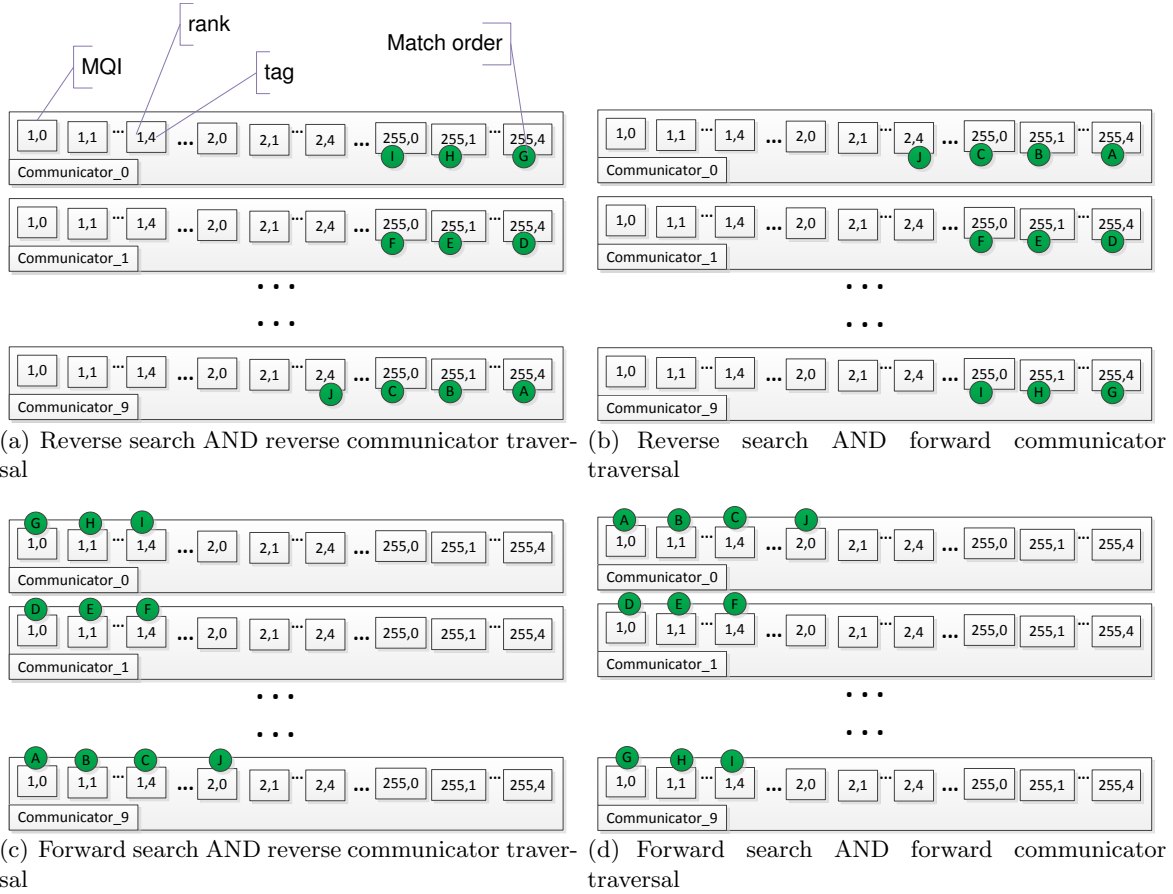 MQI
rank
tag
Match order
1,0 1,1 ... 1,4 ... 2,0 2,1 ... 2,4 ... 255,0 255,1 ... 255,4
I H G
Communicator_0
1,0 1,1 ... 1,4 ... 2,0 2,1 ... 2,4 ... 255,0 255,1 ... 255,4
F E D
Communicator_1
...
...
1,0 1,1 ... 1,4 ... 2,0 2,1 ... 2,4 ... 255,0 255,1 ... 255,4
J C B A
Communicator_9
(a) Reverse search AND reverse communicator traver-
sal
1,0 1,1 ... 1,4 ... 2,0 2,1 ... 2,4 ... 255,0 255,1 ... 255,4
J C B A
Communicator_0
1,0 1,1 ... 1,4 ... 2,0 2,1 ... 2,4 ... 255,0 255,1 ... 255,4
F E D
Communicator_1
...
...
1,0 1,1 ... 1,4 ... 2,0 2,1 ... 2,4 ... 255,0 255,1 ... 255,4
I H G
Communicator_9
(b) Reverse search AND forward communicator
traversal
G H I
1,0 1,1 ... 1,4 ... 2,0 2,1 ... 2,4 ... 255,0 255,1 ... 255,4
Communicator_0
D E F
1,0 1,1 ... 1,4 ... 2,0 2,1 ... 2,4 ... 255,0 255,1 ... 255,4
Communicator_1
...
...
A B C J
1,0 1,1 ... 1,4 ... 2,0 2,1 ... 2,4 ... 255,0 255,1 ... 255,4
Communicator_9
(c) Forward search AND reverse communicator traver-
sal
A B C J
1,0 1,1 ... 1,4 ... 2,0 2,1 ... 2,4 ... 255,0 255,1 ... 255,4
Communicator_0
D E F
1,0 1,1 ... 1,4 ... 2,0 2,1 ... 2,4 ... 255,0 255,1 ... 255,4
Communicator_1
...
...
G H I
1,0 1,1 ... 1,4 ... 2,0 2,1 ... 2,4 ... 255,0 255,1 ... 255,4
Communicator_9
(d) Forward search AND forward communicator
traversal